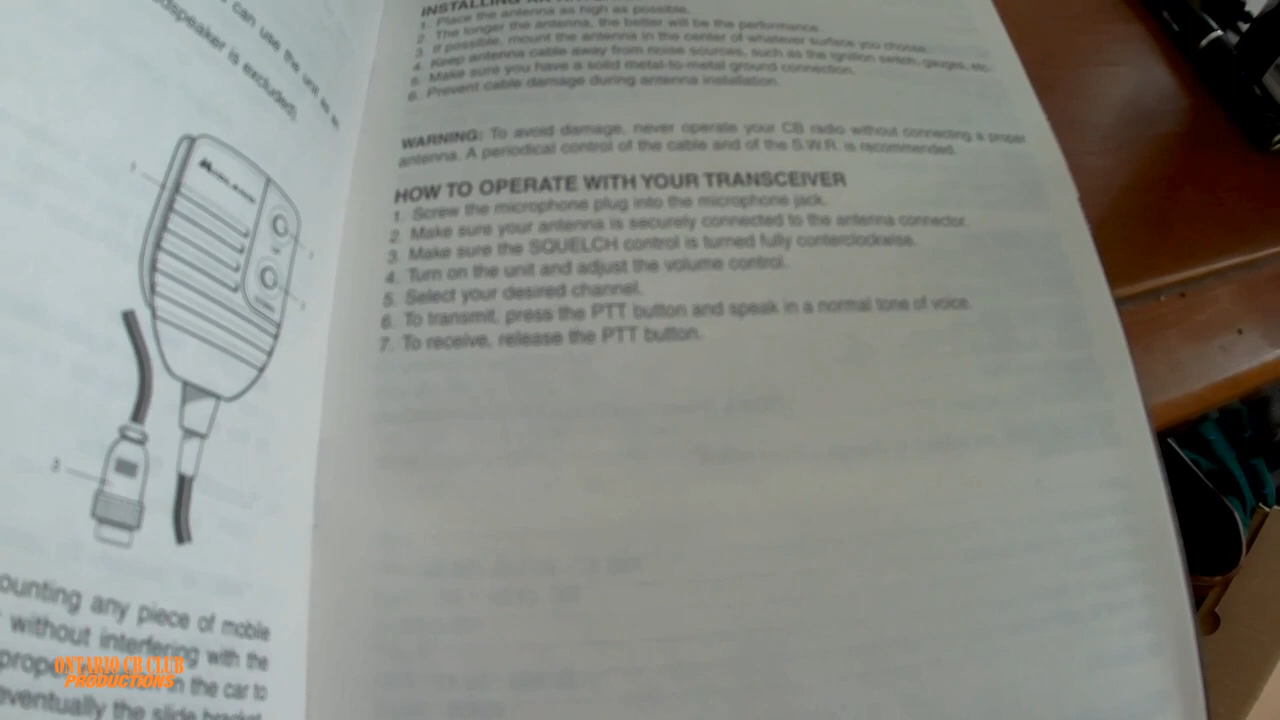 can use the unit as an
dspeaker is excluded).
MIDLAND
1
2
3
ounting any piece of mobile
without interfering with the
prope
n the car to
eventually the slide bracket
ONTARIO CB CLUB
PRODUCTIONS
INSTALLING
1. Place the antenna as high as possible.
2. The longer the antenna, the better will be the performance.
3. If possible, mount the antenna in the center of whatever surface you choose.
4. Keep antenna cable away from noise sources, such as the ignition switch, gauges, etc.
5. Make sure you have a solid metal-to-metal ground connection.
6. Prevent cable damage during antenna installation.
WARNING: To avoid damage, never operate your CB radio without connecting a proper
antenna. A periodical control of the cable and of the S.W.R. is recommended.
HOW TO OPERATE WITH YOUR TRANSCEIVER
1. Screw the microphone plug into the microphone jack.
2. Make sure your antenna is securely connected to the antenna connector.
3. Make sure the SQUELCH control is turned fully conterclockwise.
4. Turn on the unit and adjust the volume control.
5. Select your desired channel.
6. To transmit, press the PTT button and speak in a normal tone of voice.
7. To receive, release the PTT button.